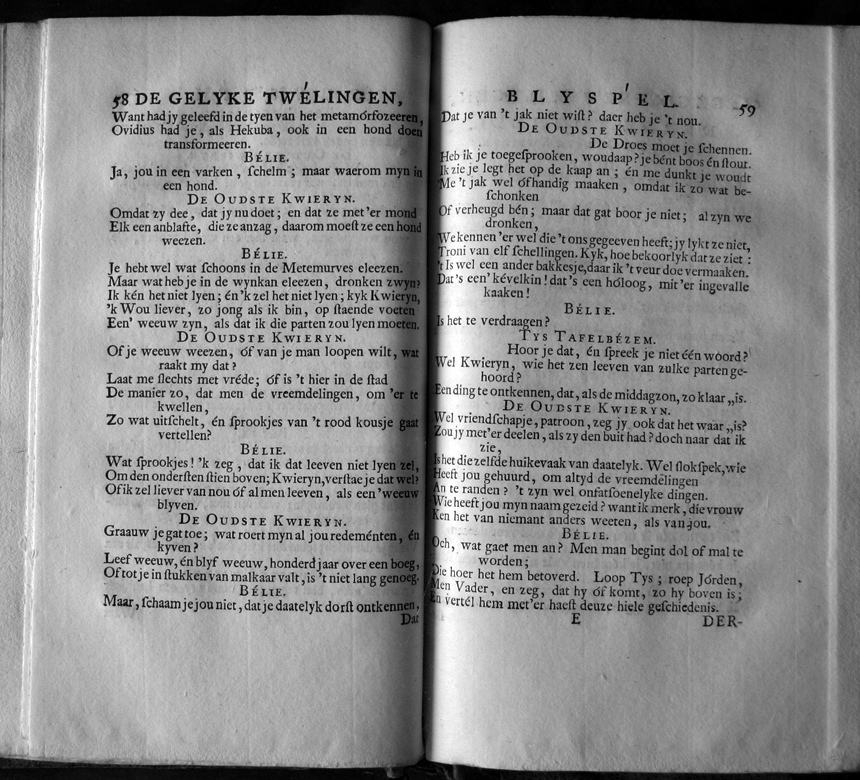 58 DE GELYKE TWÉLINGEN,
Want had jy geleefd in de tyen van het metamórfozeeren,
Ovidius had je, als Hekuba, ook in een hond doen
transformeeren.
BÉLIE.
Ja, jou in een varken, ſchelm; maar waerom myn in
een hond.
DE OUDSTE KWIERYN.
Omdat zy dee, dat jy nu doet; en dat ze met'er mond
Elk een anblafte, die ze anzag, daarom moeſt ze een hond
weezen.
BÉLIE.
Je hebt wel wat ſchoons in de Metemurves eleezen.
Maar wat heb je in de wynkan eleezen, dronken zwyn?
Ik kén het niet lyen; én 'k zel het niet lyen; kyk Kwieryn,
'k Wou liever, zo jong als ik bin, op ſtaende voeten
Een' weeuw zyn, als dat ik die parten zou lyen moeten.
DE OUDSTE KWIERYN.
Of je weeuw weezen, óf van je man loopen wilt, wat
raakt my dat?
Laat me ſlechts met vréde; óf is 't hier in de ſtad
De manier zo, dat men de vreemdelingen, om 'er te
kwellen,
Zo wat uitſchelt, én ſprookjes van 't rood kousje gaat
vertellen?
BÉLIE.
Wat ſprookjes! 'k zeg, dat ik dat leeven niet lyen zel,
Om den onderſten ſtien boven; Kwieryn, verſtae je dat wel?
Of ik zel liever van nou óf al men leeven, als een 'weeuw
blyven.
DE OUDSTE KWIERYN.
Graauw je gat toe; wat roert myn al jou redeménten, én
kyven?
Leef weeuw, én blyf weeuw, honderd jaar over een boeg,
Of tot je in ſtukken van malkaar valt, is 't niet lang genoeg.
BÉLIE.
Maar, ſchaam je jou niet, dat je daatelyk dorſt ontkennen,
Dat
BLYSPEL. 59
Dat je van 't jak niet wiſt? daer heb je 't nou.
DE OUDSTE KWIERYN.
De Droes moet je ſchennen.
Heb ik je toegeſprooken, woudaap? je bént boos én ſtout.
Ik zie je legt het op de kaap an; én me dunkt je woudt
Me 't jak wel óf handig maaken, omdat ik zo wat be-
ſchonken
Of verheugd bén; maar dat gat boor je niet; al zyn we
dronken,
We kennen 'er wel die 't ons gegeeven heeft; jy lykt ze niet,
Troni van elf ſchellingen. Kyk, hoe bekoorlyk dat ze ziet:
't Is wel een ander bakkesje, daar ik 't veur doe vermaaken.
Dat's een' kévelkin! dat's een hóloog, mit'er ingevalle
kaaken!
BÉLIE.
Is het te verdraagen?
TYS TAFELBÉZEM.
Hoor je dat, én ſpreek je niet één woord?
Wel Kwieryn, wie het zen leeven van zulke parten ge-
hoord?
Een ding te ontkennen, dat, als de middagzon, zo klaar „is.
DE OUDSTE KWIERYN.
Wel vriendſchapje, patroon, zeg jy ook dat het waar „is?
Zou jy met'er deelen, als zy den buit had? doch naar dat ik
zie,
Is het die zelfde huikevaak van daatelyk. Wel ſlokſpek, wie
Heeft jou gehuurd, om altyd de vreemdelingen
An te randen? 't zyn wel onfatſoenelyke dingen.
Wie heeft jou myn naam gezeid? want ik merk, die vrouw
Ken het van niemant anders weeten, als van jou.
BÉLIE.
Och, wat gaet men an? Men man begint dol of mal te
worden;
Die hoer het hem betoverd. Loop Tys; roep Jórden,
Men Vader, en zeg, dat hy óf komt, zo hy boven is;
En vertél hem met'er haeſt deuze hiele geſchiedenis.
E DER-